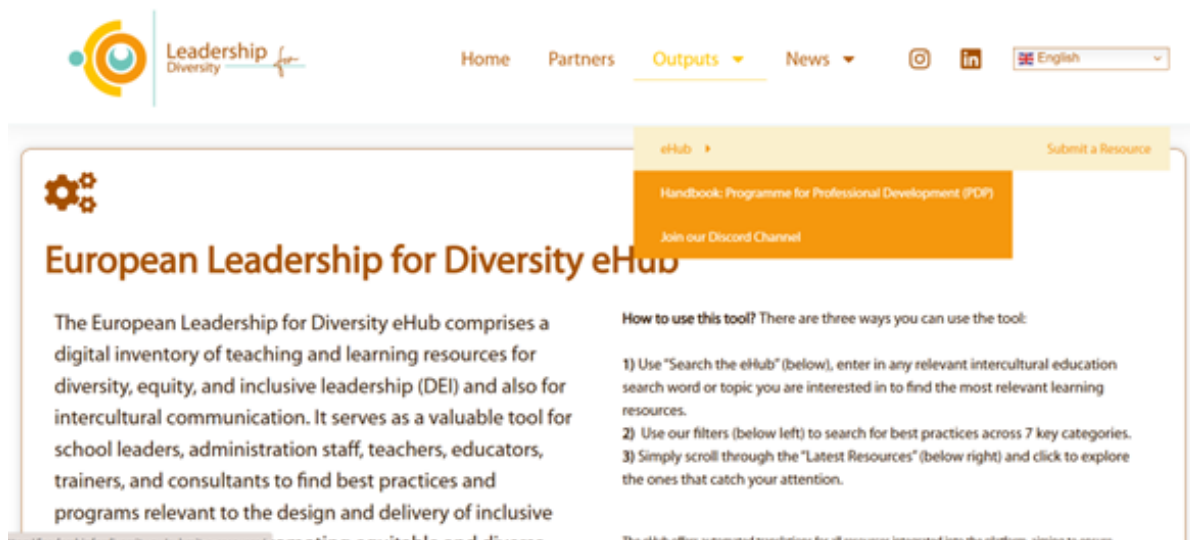 Leadership for
Diversity
Home Partners Outputs News English
eHub Submit a Resource
Handbook: Programme for Professional Development (PDP)
Join our Discord Channel
European Leadership for Diversity eHub
The European Leadership for Diversity eHub comprises a
digital inventory of teaching and learning resources for
diversity, equity, and inclusive leadership (DEI) and also for
intercultural communication. It serves as a valuable tool for
school leaders, administration staff, teachers, educators,
trainers, and consultants to find best practices and
programs relevant to the design and delivery of inclusive
How to use this tool? There are three ways you can use the tool:
1) Use "Search the eHub" (below), enter in any relevant intercultural education
search word or topic you are interested in to find the most relevant learning
resources.
2) Use our filters (below left) to search for best practices across 7 key categories.
3) Simply scroll through the "Latest Resources" (below right) and click to explore
the ones that catch your attention.